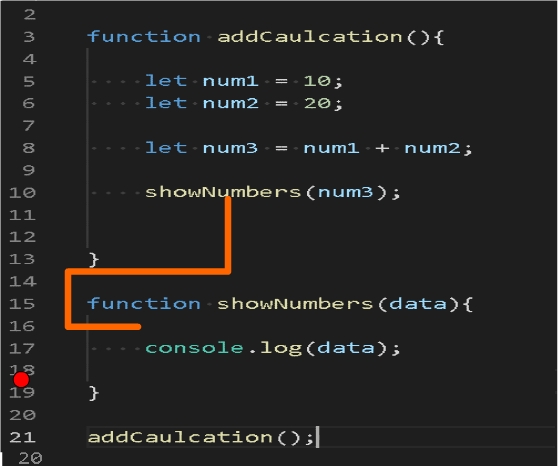 2
3 function addCaulcation(){
4
5 let num1 = 10;
6 let num2 = 20;
7
8 let num3 = num1 + num2;
9
10 showNumbers(num3);
11
12
13 }
14
15 function showNumbers(data){
16
17 console.log(data);
18
19 }
20
21 addCaulcation();
20